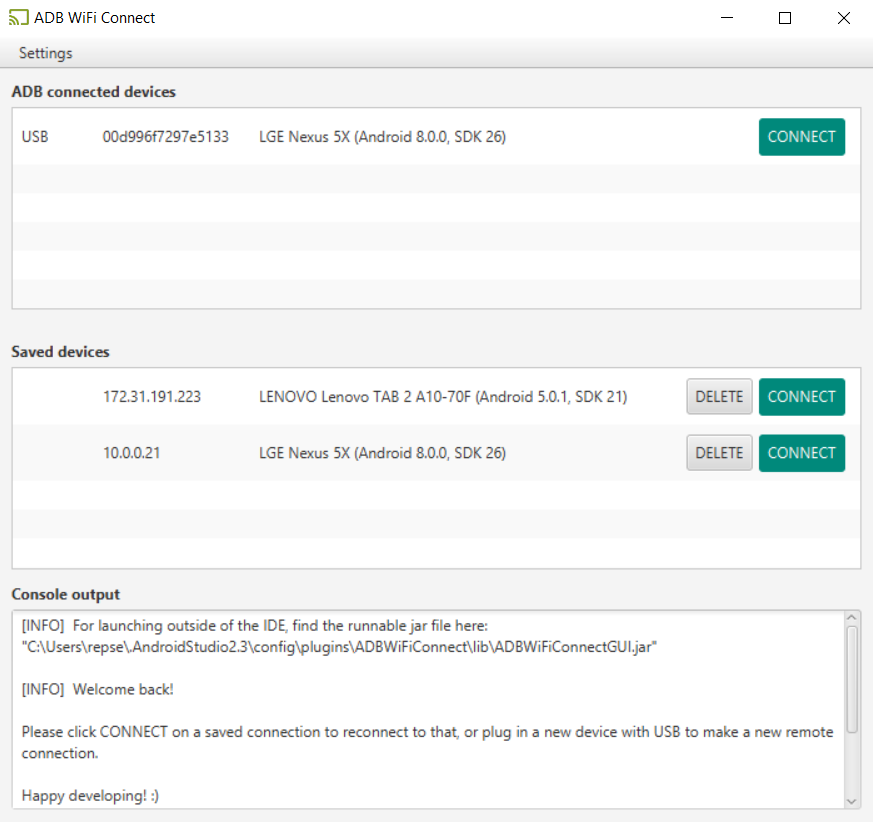 ADB WiFi Connect
Settings
ADB connected devices
USB 00d996f7297e5133 LGE Nexus 5X (Android 8.0.0, SDK 26) CONNECT
Saved devices
172.31.191.223 LENOVO Lenovo TAB 2 A10-70F (Android 5.0.1, SDK 21) DELETE CONNECT
10.0.0.21 LGE Nexus 5X (Android 8.0.0, SDK 26) DELETE CONNECT
Console output
[INFO] For launching outside of the IDE, find the runnable jar file here:
"C:\Users\repse\.AndroidStudio2.3\config\plugins\ADBWiFiConnect\lib\ADBWiFiConnectGUI.jar"
[INFO] Welcome back!
Please click CONNECT on a saved connection to reconnect to that, or plug in a new device with USB to make a new remote
connection.
Happy developing! :)